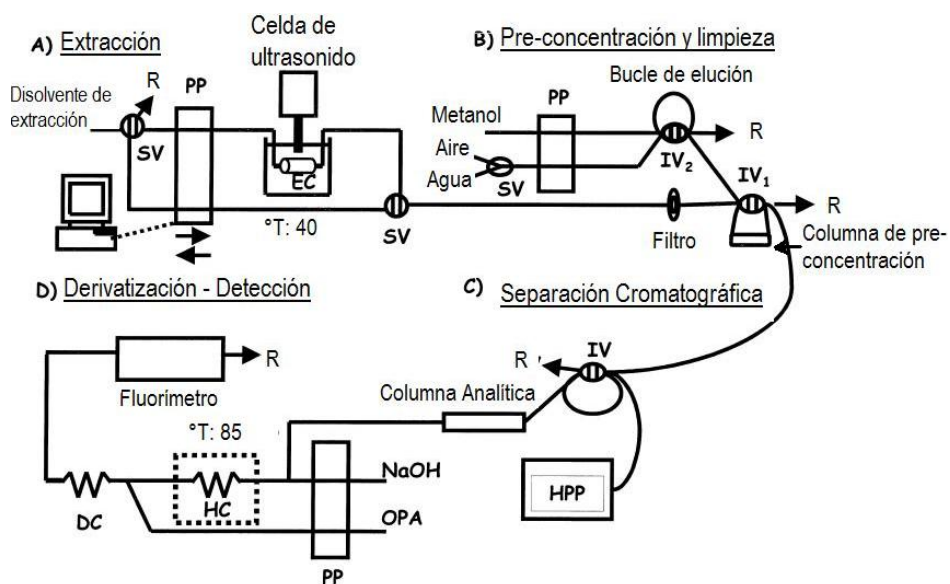 A) Extracción
Disolvente de
extracción
R
SV
PP
Celda de
ultrasonido
EC
°T: 40
SV
B) Pre-concentración y limpieza
Bucle de elución
PP
Metanol
Aire
Agua
SV
IV2
R
IV1
R
Filtro
Columna de pre-
concentración
C) Separación Cromatográfica
R
IV
Columna Analítica
HPP
D) Derivatización - Detección
R
Fluorímetro
°T: 85
DC
HC
NaOH
OPA
PP